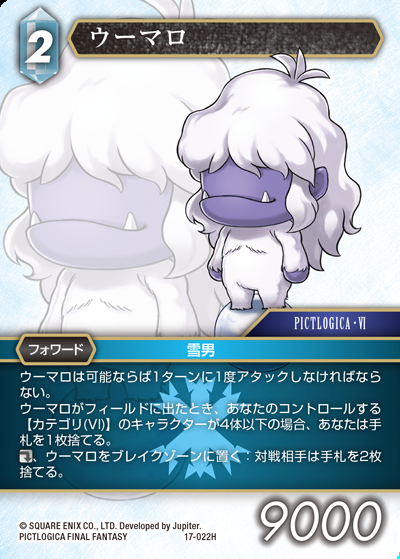 2
ウーマロ
PICTLOGICA・VI
フォワード
雪男
ウーマロは可能ならば1ターンに1度アタックしなければなら
ない。
ウーマロがフィールドに出たとき、あなたのコントロールする
【カテゴリ(VI)】のキャラクターが4体以下の場合、あなたは手
札を1枚捨てる。
、ウーマロをブレイクゾーンに置く：対戦相手は手札を2枚
捨てる。
© SQUARE ENIX CO., LTD. Developed by Jupiter.
PICTLOGICA FINAL FANTASY
17-022H
9000